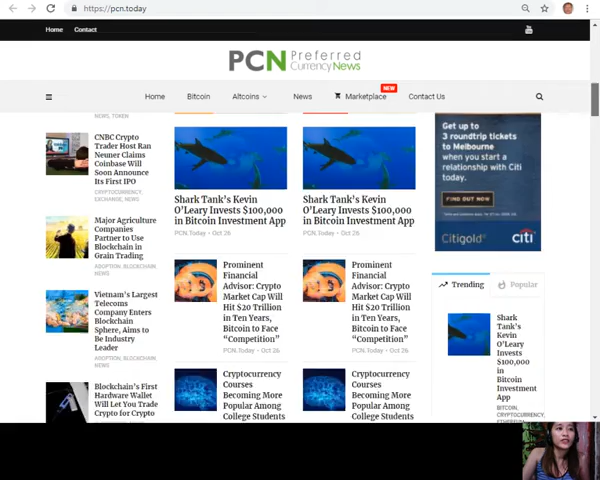 https://pcn.today
Home Contact
PCN Preferred
Currency News
NEW
Home Bitcoin Altcoins News Marketplace Contact Us
NEWS, TOKEN
CNBC Crypto
Trader Host Ran
Neuner Claims
Coinbase Will
Soon Announce
Its First IPO
CRYPTOCURRENCY,
EXCHANGE, NEWS
Major Agriculture
Companies
Partner to Use
Blockchain in
Grain Trading
ADOPTION, BLOCKCHAIN
NEWS
Vietnam's Largest
Telecoms
Company Enters
Blockchain
Sphere, Aims to
Be Industry
Leader
ADOPTION, BLOCKCHAIN,
NEWS
Blockchain's First
Hardware Wallet
Will Let You Trade
Crypto for Crypto
Shark Tank's Kevin
O'Leary Invests $100,000
in Bitcoin Investment App
PCN.Today - Oct 26
Prominent
Financial
Advisor: Crypto
Market Cap Will
Hit $20 Trillion
in Ten Years,
Bitcoin to Face
“Competition”
PCN.Today - Oct 26
Cryptocurrency
Courses
Becoming More
Popular Among
College Students
Shark Tank's Kevin
O'Leary Invests $100,000
in Bitcoin Investment App
PCN.Today - Oct 26
Prominent
Financial
Advisor: Crypto
Market Cap Will
Hit $20 Trillion
in Ten Years,
Bitcoin to Face
“Competition”
PCN.Today - Oct 26
Cryptocurrency
Courses
Becoming More
Popular Among
College Students
Get up to
3 roundtrip tickets
to Melbourne
when you start a
relationship with Citi
today.
FIND OUT NOW
Citigold citi
Trending Popular
Shark
Tank's
Kevin
O'Leary
Invests
$100,000
in
Bitcoin
Investment
App
BITCOIN,
CRYPTOCURRENCY,